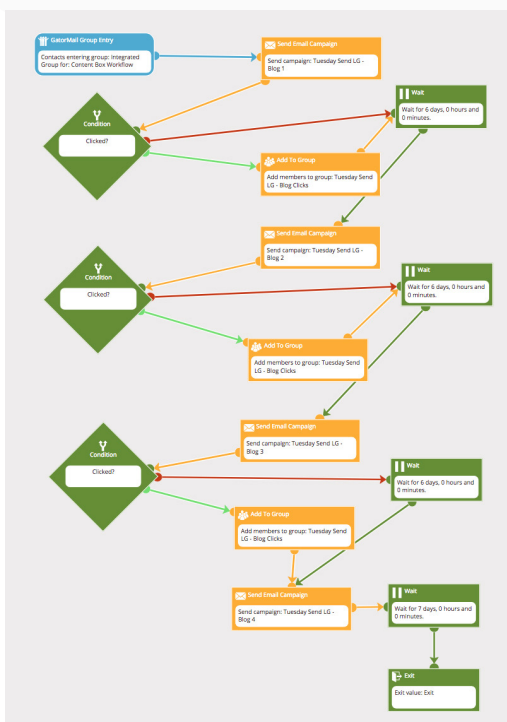 GatorMail Group Entry
Contacts entering group: Integrated
Group for: Content Box Workflow
Send Email Campaign
Send campaign: Tuesday Send LG -
Blog 1
Condition
Clicked?
Wait
Wait for 6 days, 0 hours and
0 minutes.
Add To Group
Add members to group: Tuesday Send
LG - Blog Clicks
Send Email Campaign
Send campaign: Tuesday Send LG -
Blog 2
Condition
Clicked?
Wait
Wait for 6 days, 0 hours and
0 minutes.
Add To Group
Add members to group: Tuesday Send
LG - Blog Clicks
Send Email Campaign
Send campaign: Tuesday Send LG -
Blog 3
Condition
Clicked?
Wait
Wait for 6 days, 0 hours and
0 minutes.
Add To Group
Add members to group: Tuesday Send
LG - Blog Clicks
Send Email Campaign
Send campaign: Tuesday Send LG -
Blog 4
Wait
Wait for 7 days, 0 hours and
0 minutes.
Exit
Exit value: Exit